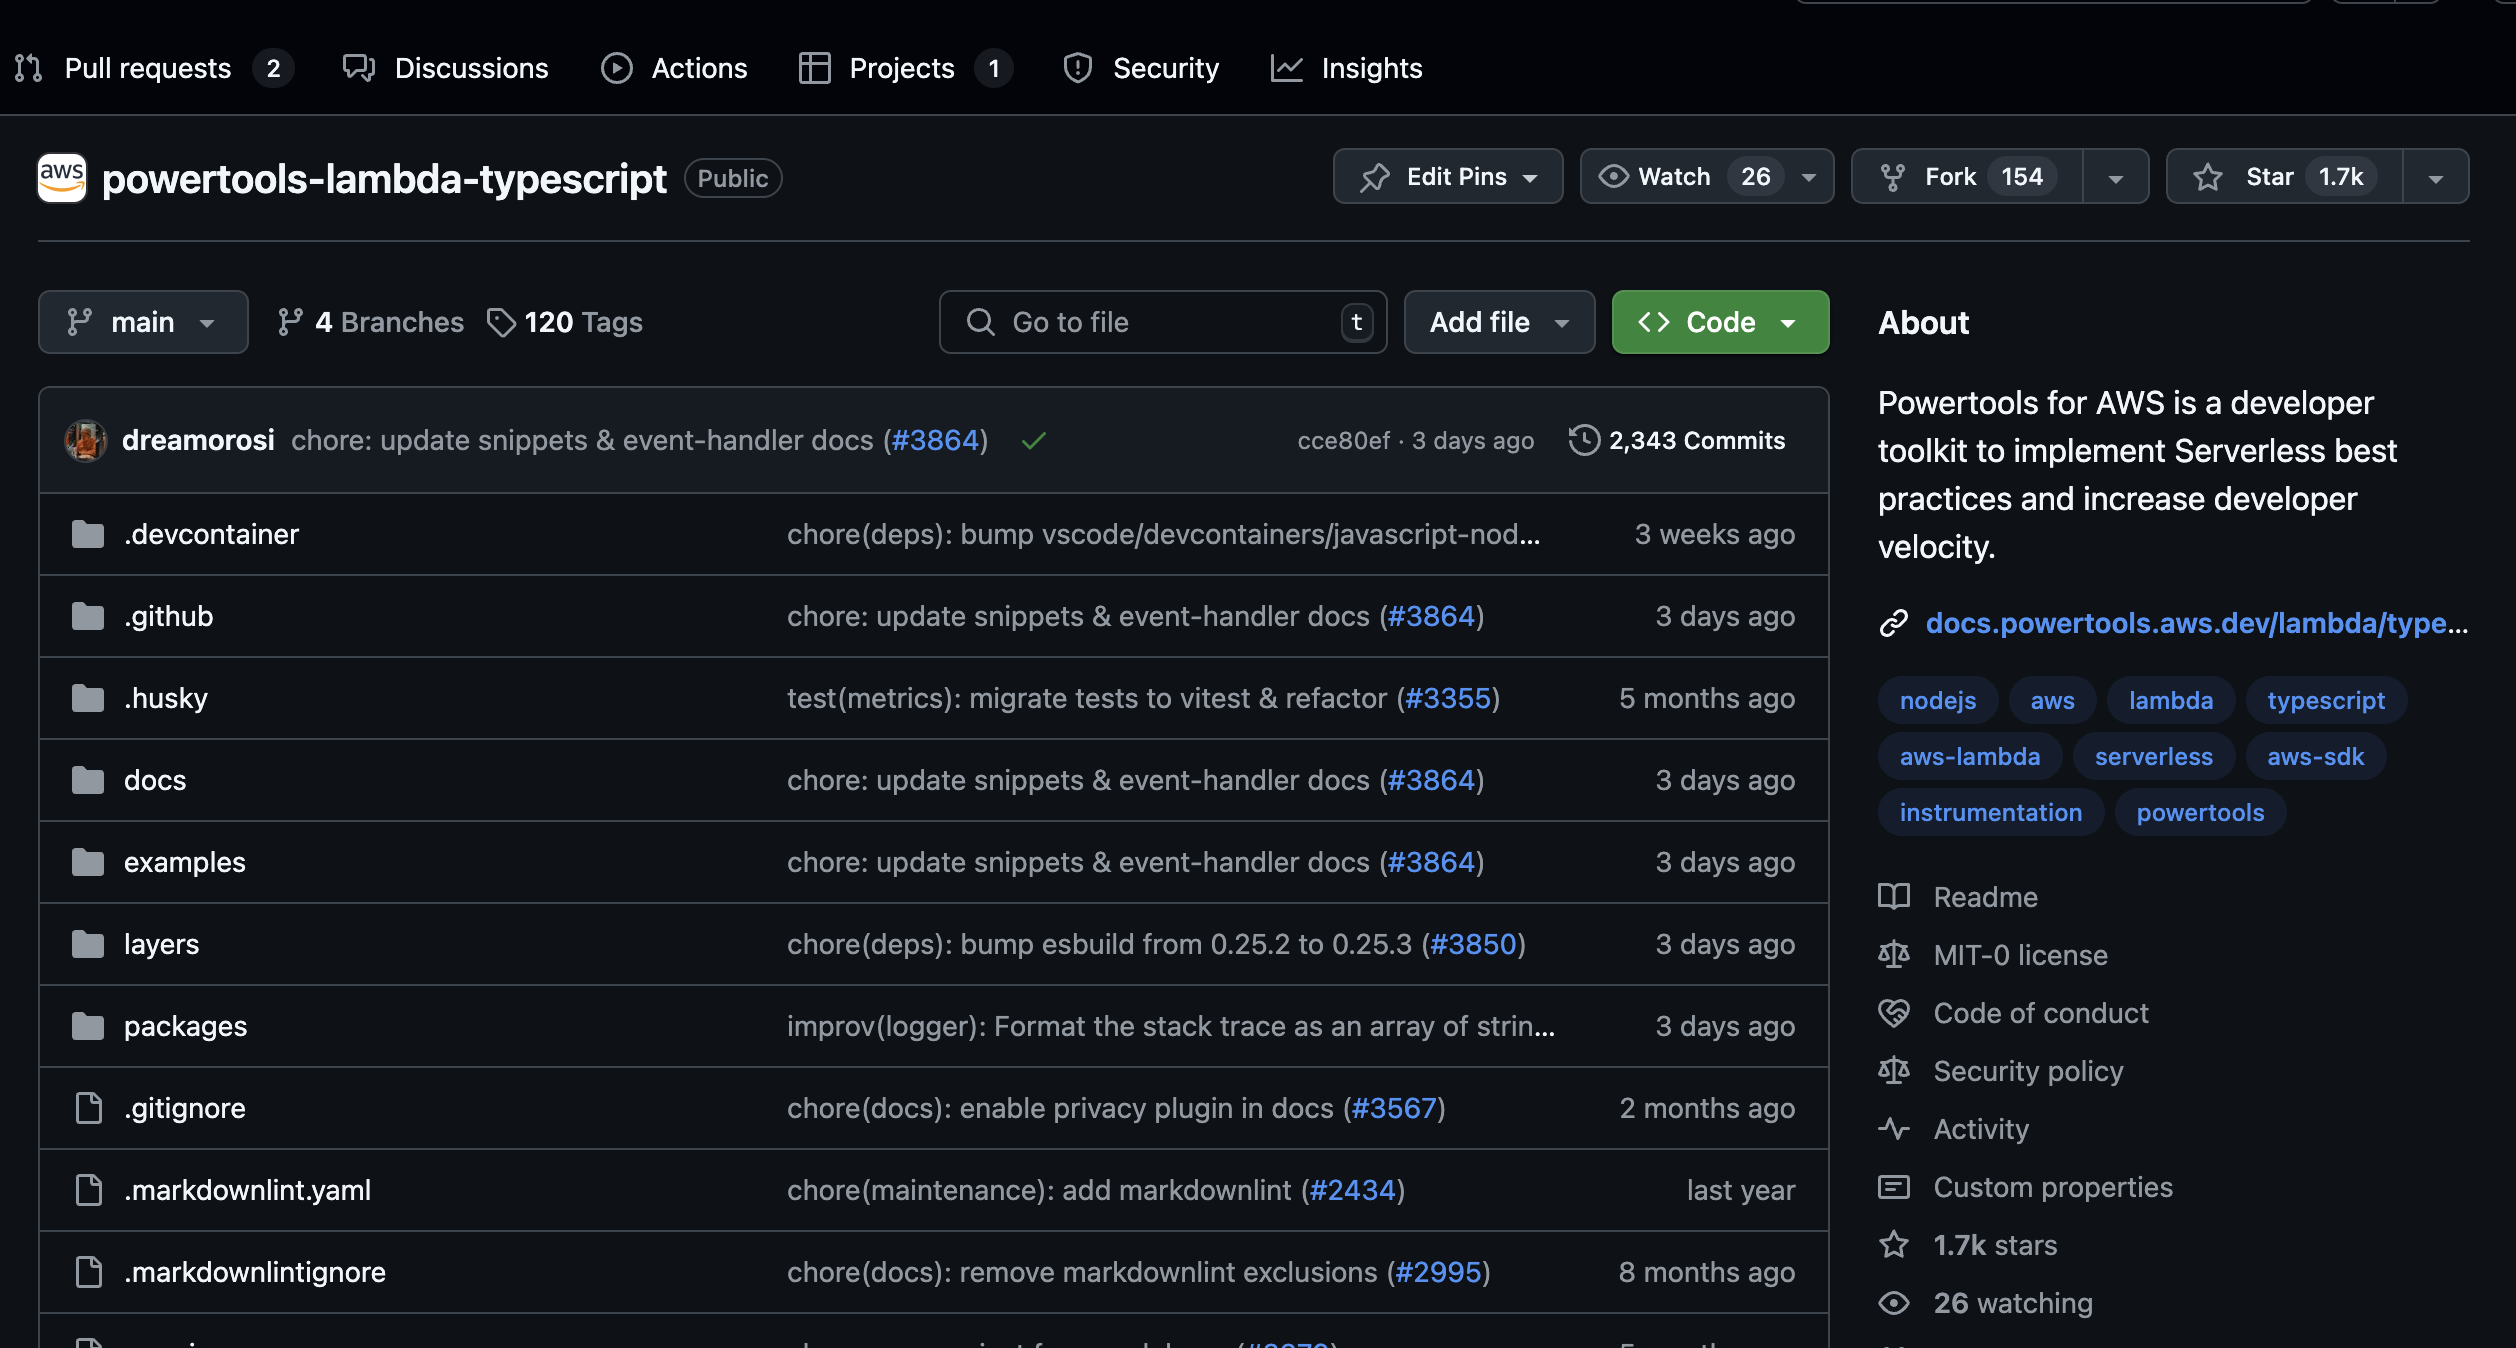 Pull requests 2 Discussions Actions Projects 1 Security Insights
aws powertools-lambda-typescript Public Edit Pins Watch 26 Fork 154 Star 1.7k
main 4 Branches 120 Tags Go to file t Add file Code
dreamorosi chore: update snippets & event-handler docs (#3864) cce80ef · 3 days ago 2,343 Commits
.devcontainer chore(deps): bump vscode/devcontainers/javascript-nod... 3 weeks ago
.github chore: update snippets & event-handler docs (#3864) 3 days ago
.husky test(metrics): migrate tests to vitest & refactor (#3355) 5 months ago
docs chore: update snippets & event-handler docs (#3864) 3 days ago
examples chore: update snippets & event-handler docs (#3864) 3 days ago
layers chore(deps): bump esbuild from 0.25.2 to 0.25.3 (#3850) 3 days ago
packages improv(logger): Format the stack trace as an array of strin... 3 days ago
.gitignore chore(docs): enable privacy plugin in docs (#3567) 2 months ago
.markdownlint.yaml chore(maintenance): add markdownlint (#2434) last year
.markdownlintignore chore(docs): remove markdownlint exclusions (#2995) 8 months ago
About
Powertools for AWS is a developer
toolkit to implement Serverless best
practices and increase developer
velocity.
docs.powertools.aws.dev/lambda/type...
nodejs aws lambda typescript
aws-lambda serverless aws-sdk
instrumentation powertools
Readme
MIT-0 license
Code of conduct
Security policy
Activity
Custom properties
1.7k stars
26 watching